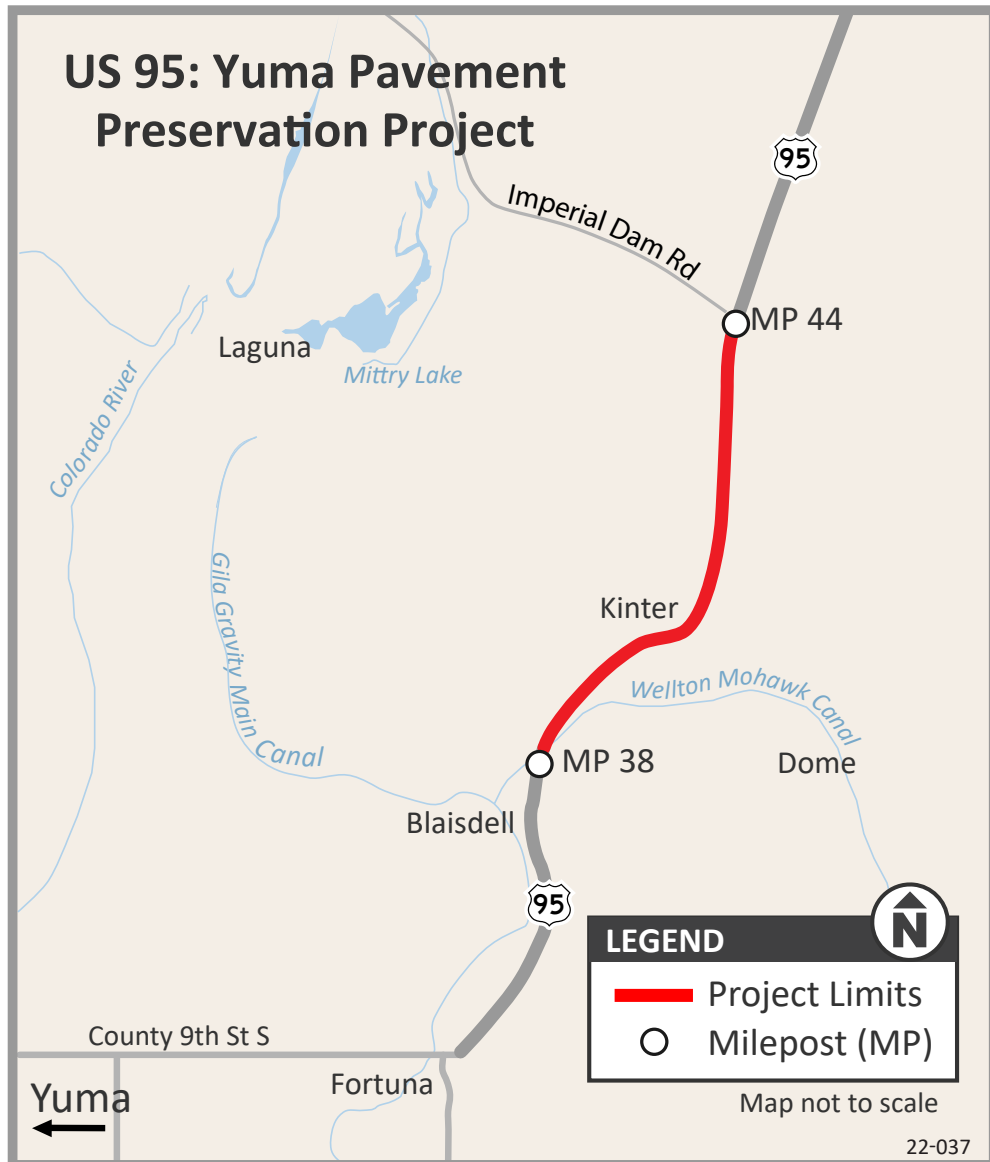 US 95: Yuma Pavement
Preservation Project
95
Imperial Dam Rd
MP 44
Laguna
Mittry Lake
Colorado River
Gila Gravity Main Canal
Kinter
Wellton Mohawk Canal
MP 38
Dome
Blaisdell
95
N
LEGEND
Project Limits
Milepost (MP)
County 9th St S
Fortuna
Yuma
Map not to scale
22-037